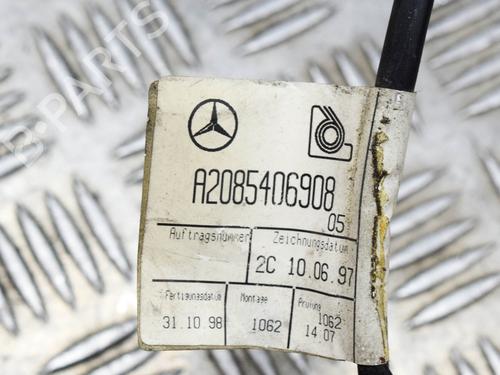 A2085406908
05
Auftragsnummer Zeichnungsdatum
2C 10.06.97
Fertigungsdatum Montage Prüfung
31.10.98 1062 1062
14.07
B-PARTS